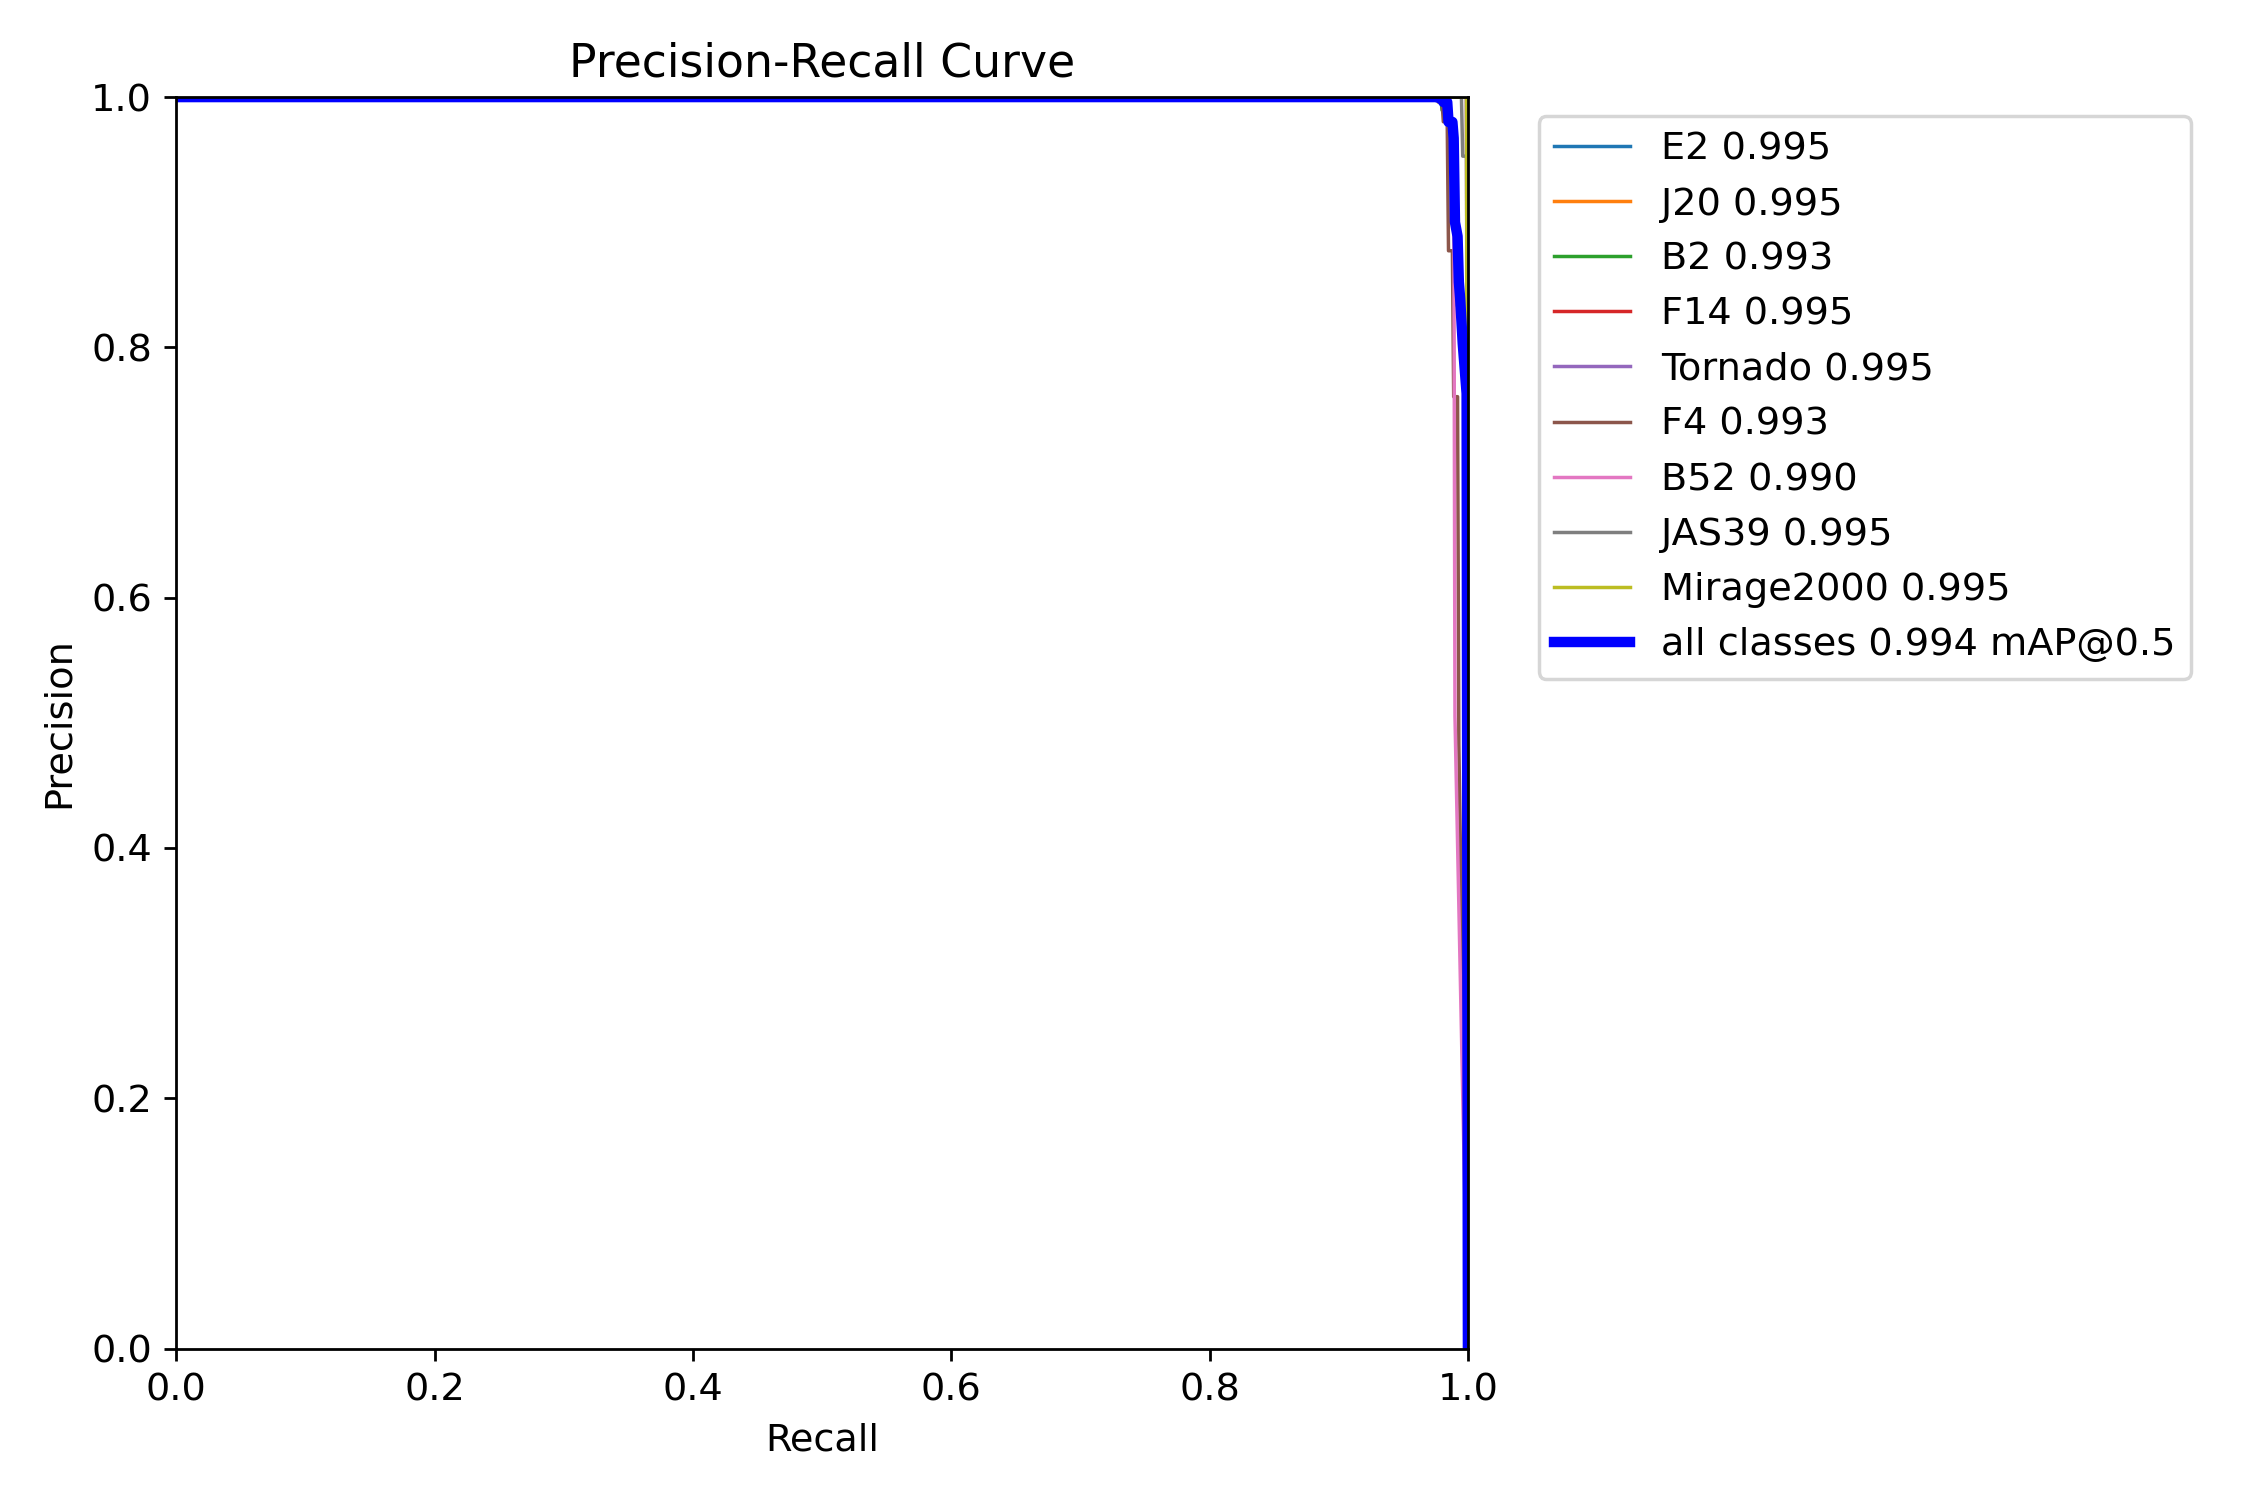 Precision-Recall Curve
1.0
0.8
0.6
0.4
0.2
0.0
Precision
0.0 0.2 0.4 0.6 0.8 1.0
Recall
E2 0.995
J20 0.995
B2 0.993
F14 0.995
Tornado 0.995
F4 0.993
B52 0.990
JAS39 0.995
Mirage2000 0.995
all classes 0.994 mAP@0.5